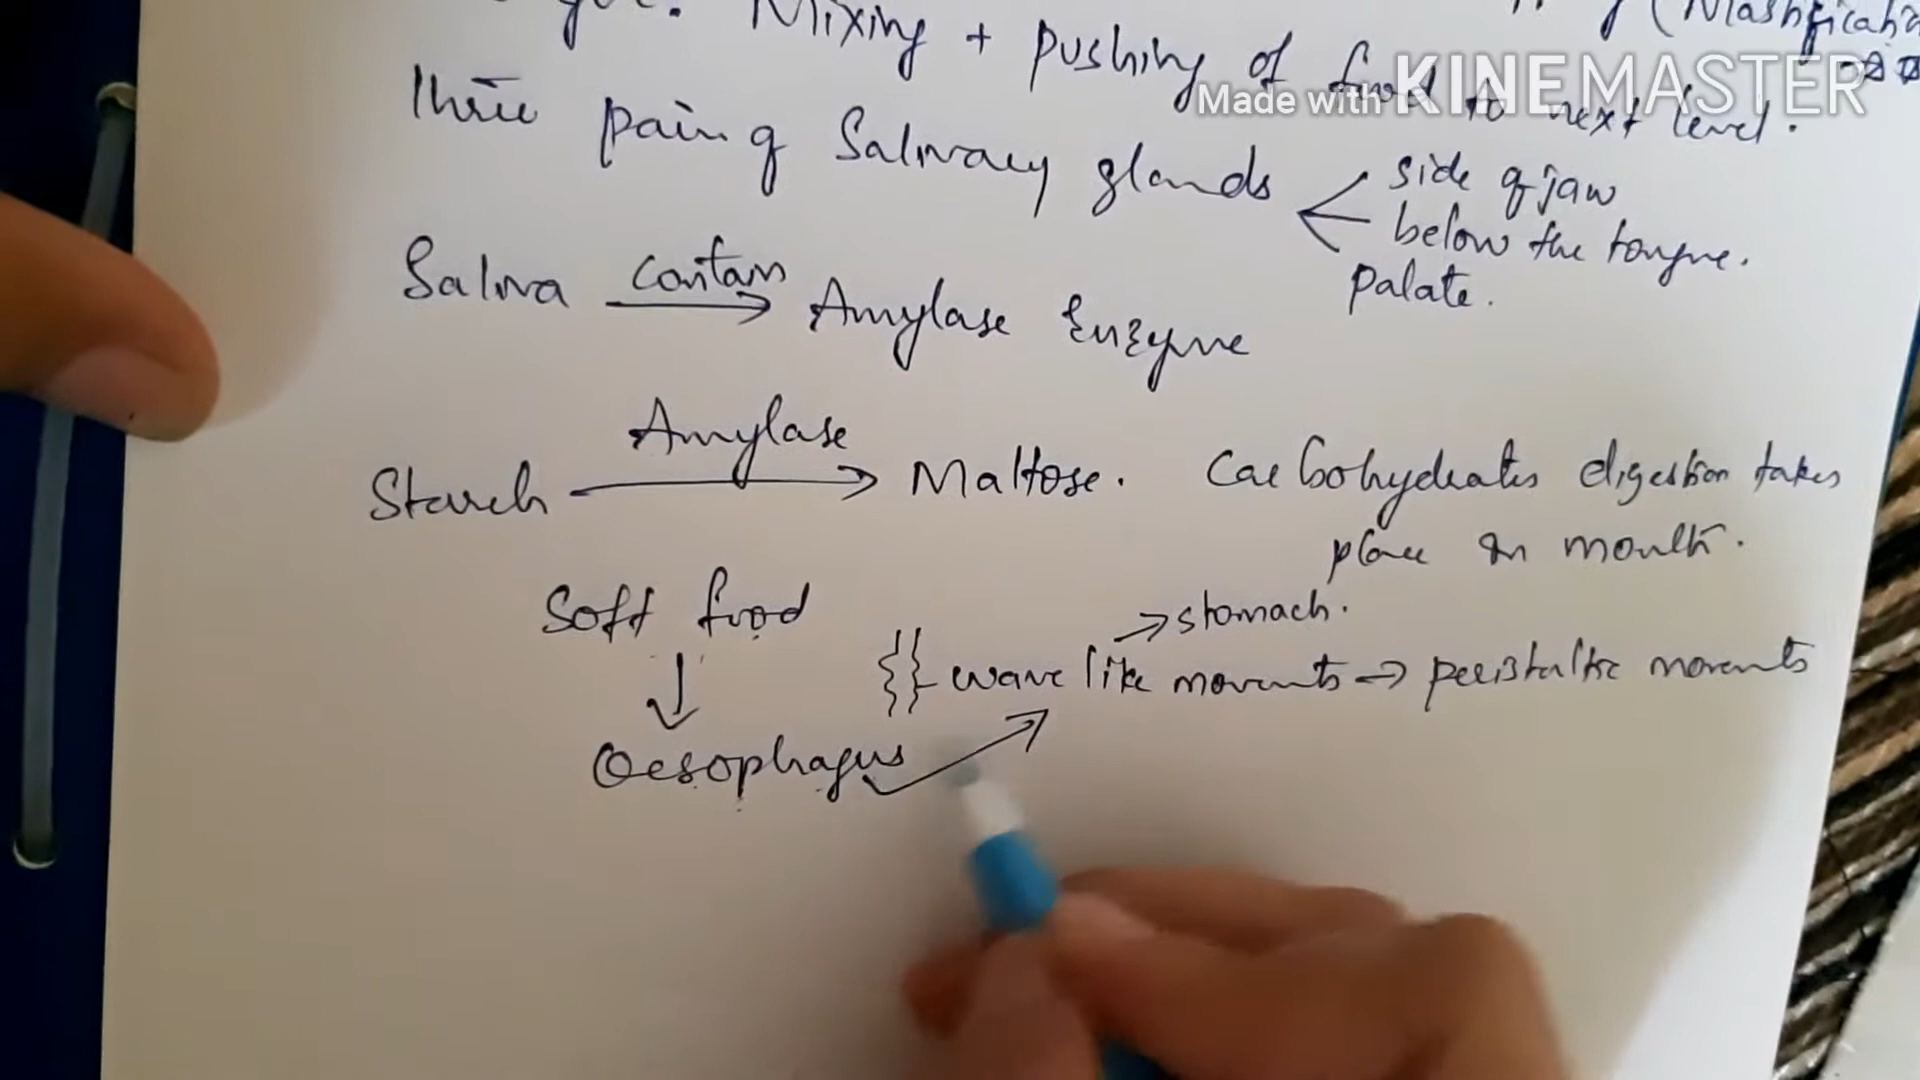 Mixing + pushing of food to next level.
(Mastification
Made with KINEMASTER
Three pair of Salivary glands
side of jaw
below the tongue.
palate.
Saliva contains Amylase Enzyme
Starch Amylase Maltose. Carbohydrates digestion takes
place in mouth.
Soft food
stomach.
wave like movements → peristaltic movents
Oesophagus